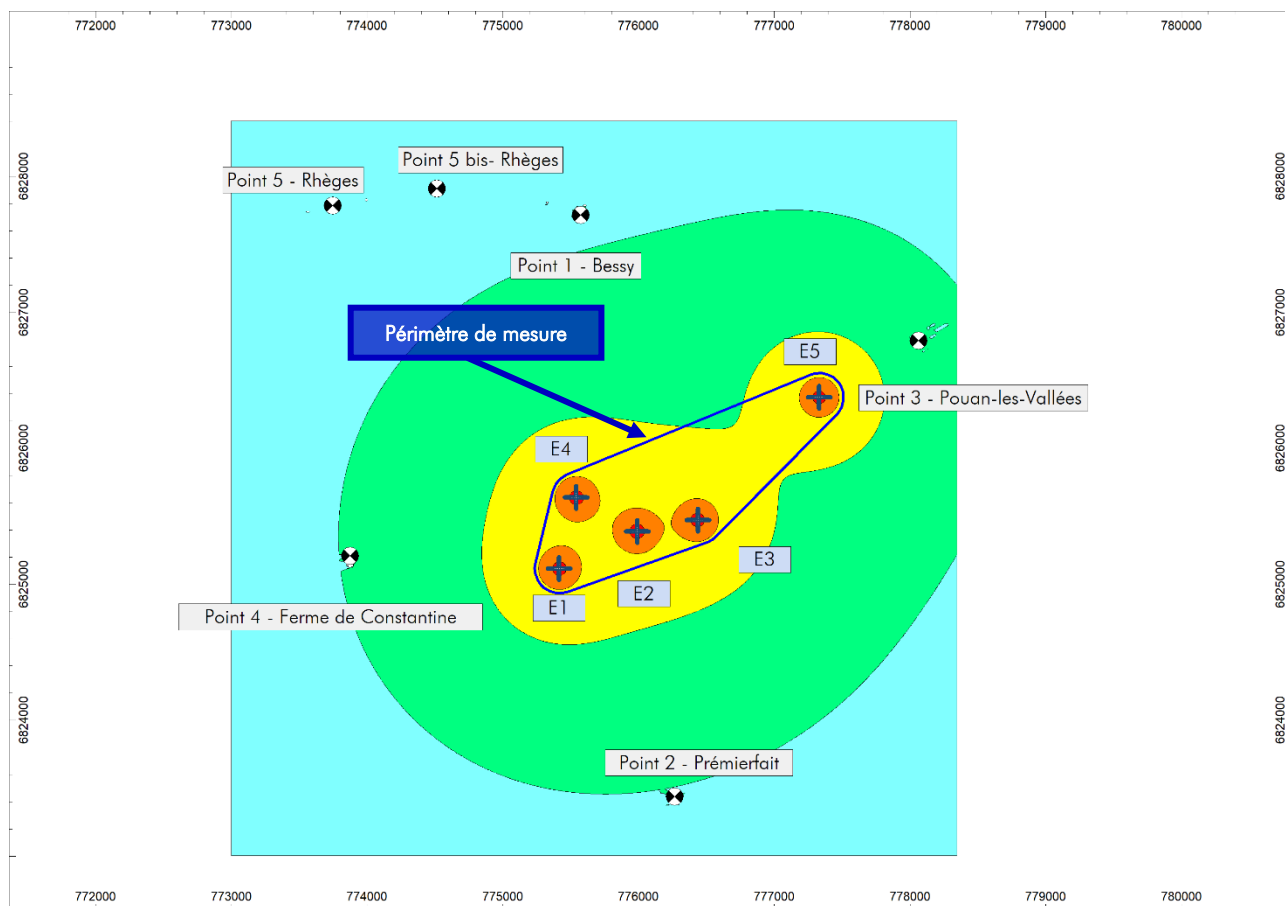 772000 773000 774000 775000 776000 777000 778000 779000 780000
Point 5 bis- Rhèges
Point 5 - Rhèges
6828000 6828000
Point 1 - Bessy
6827000 6827000
Périmètre de mesure
E5
Point 3 - Pouan-les-Vallées
6826000 6826000
E4
E3
6825000 6825000
E2
E1
Point 4 - Ferme de Constantine
6824000 6824000
Point 2 - Prémierfait
772000 773000 774000 775000 776000 777000 778000 779000 780000